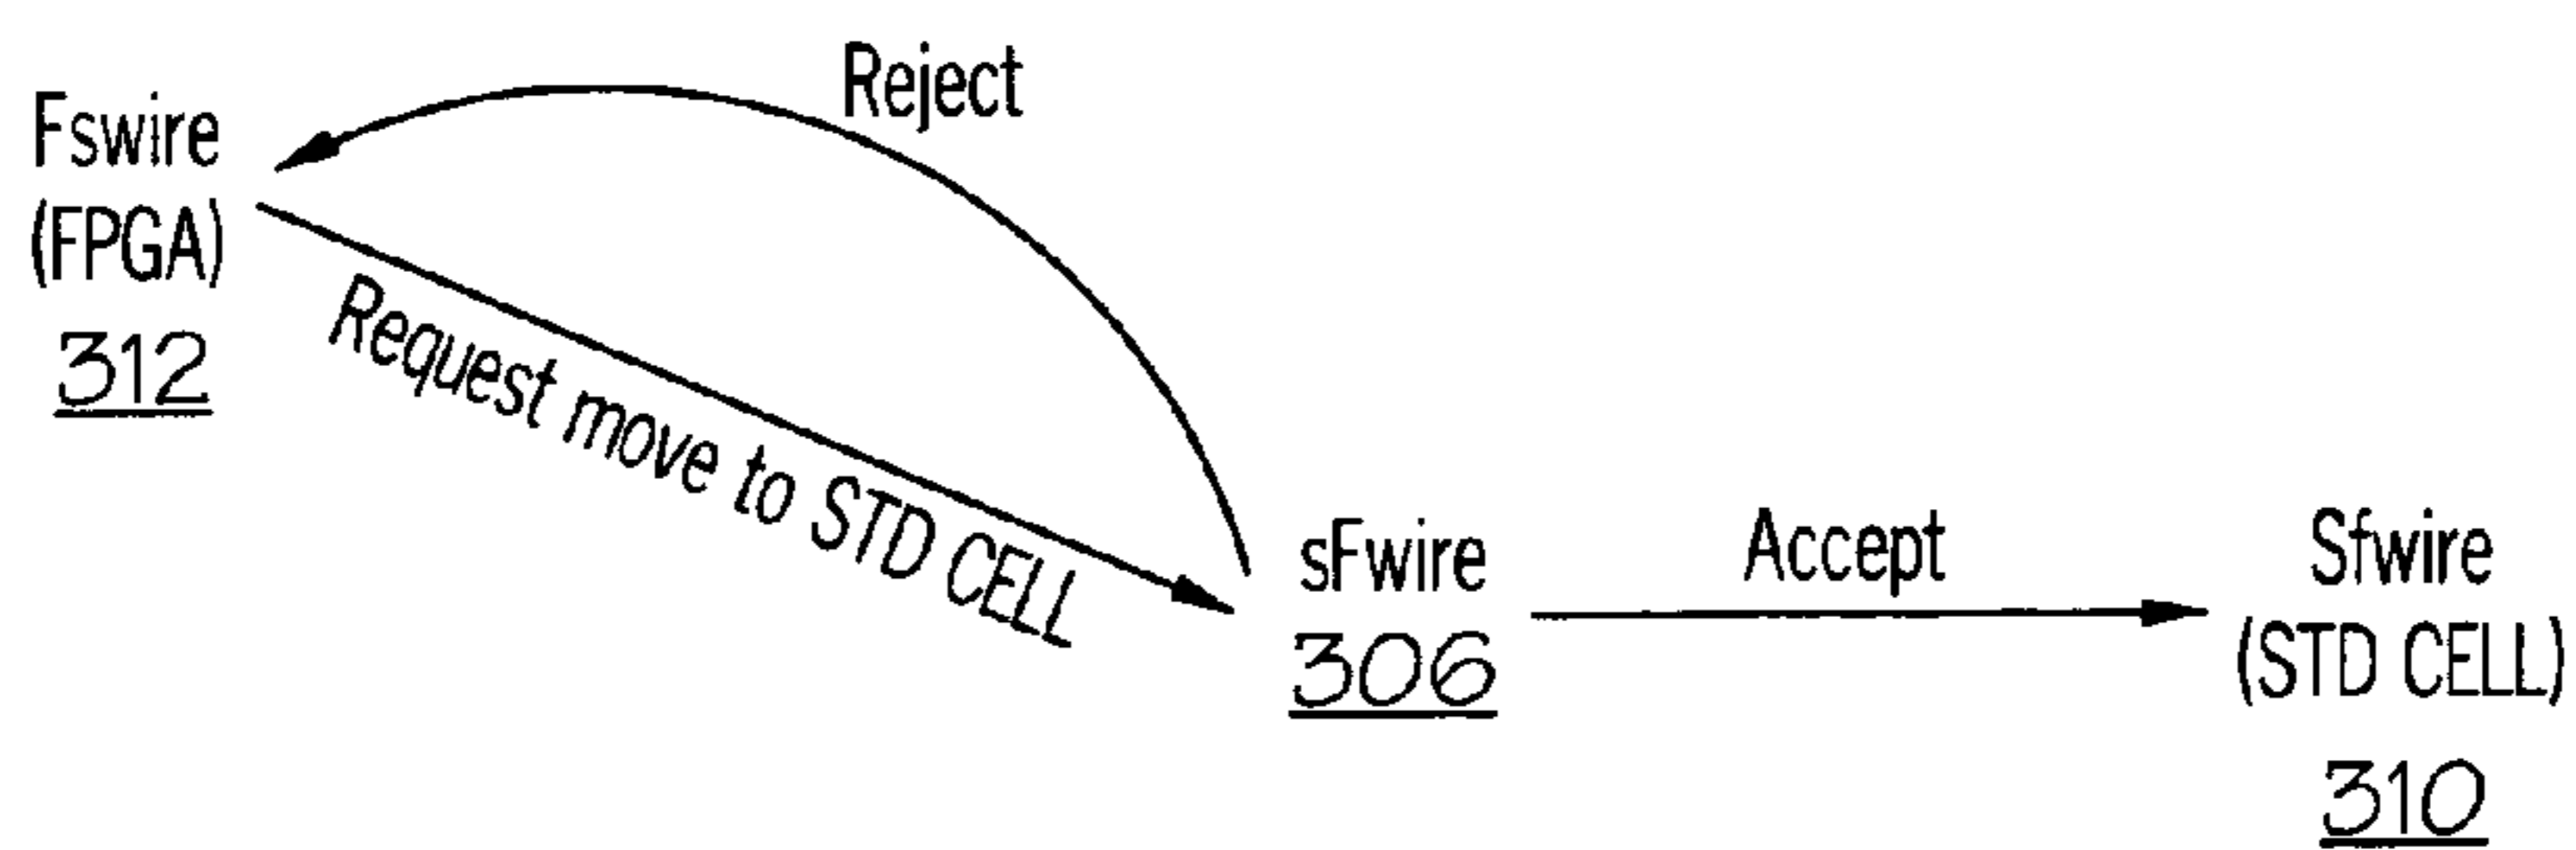 Reject
Fswire
(FPGA)
312
Request move to STD CELL
sFwire
306
Accept
Sfwire
(STD CELL)
310